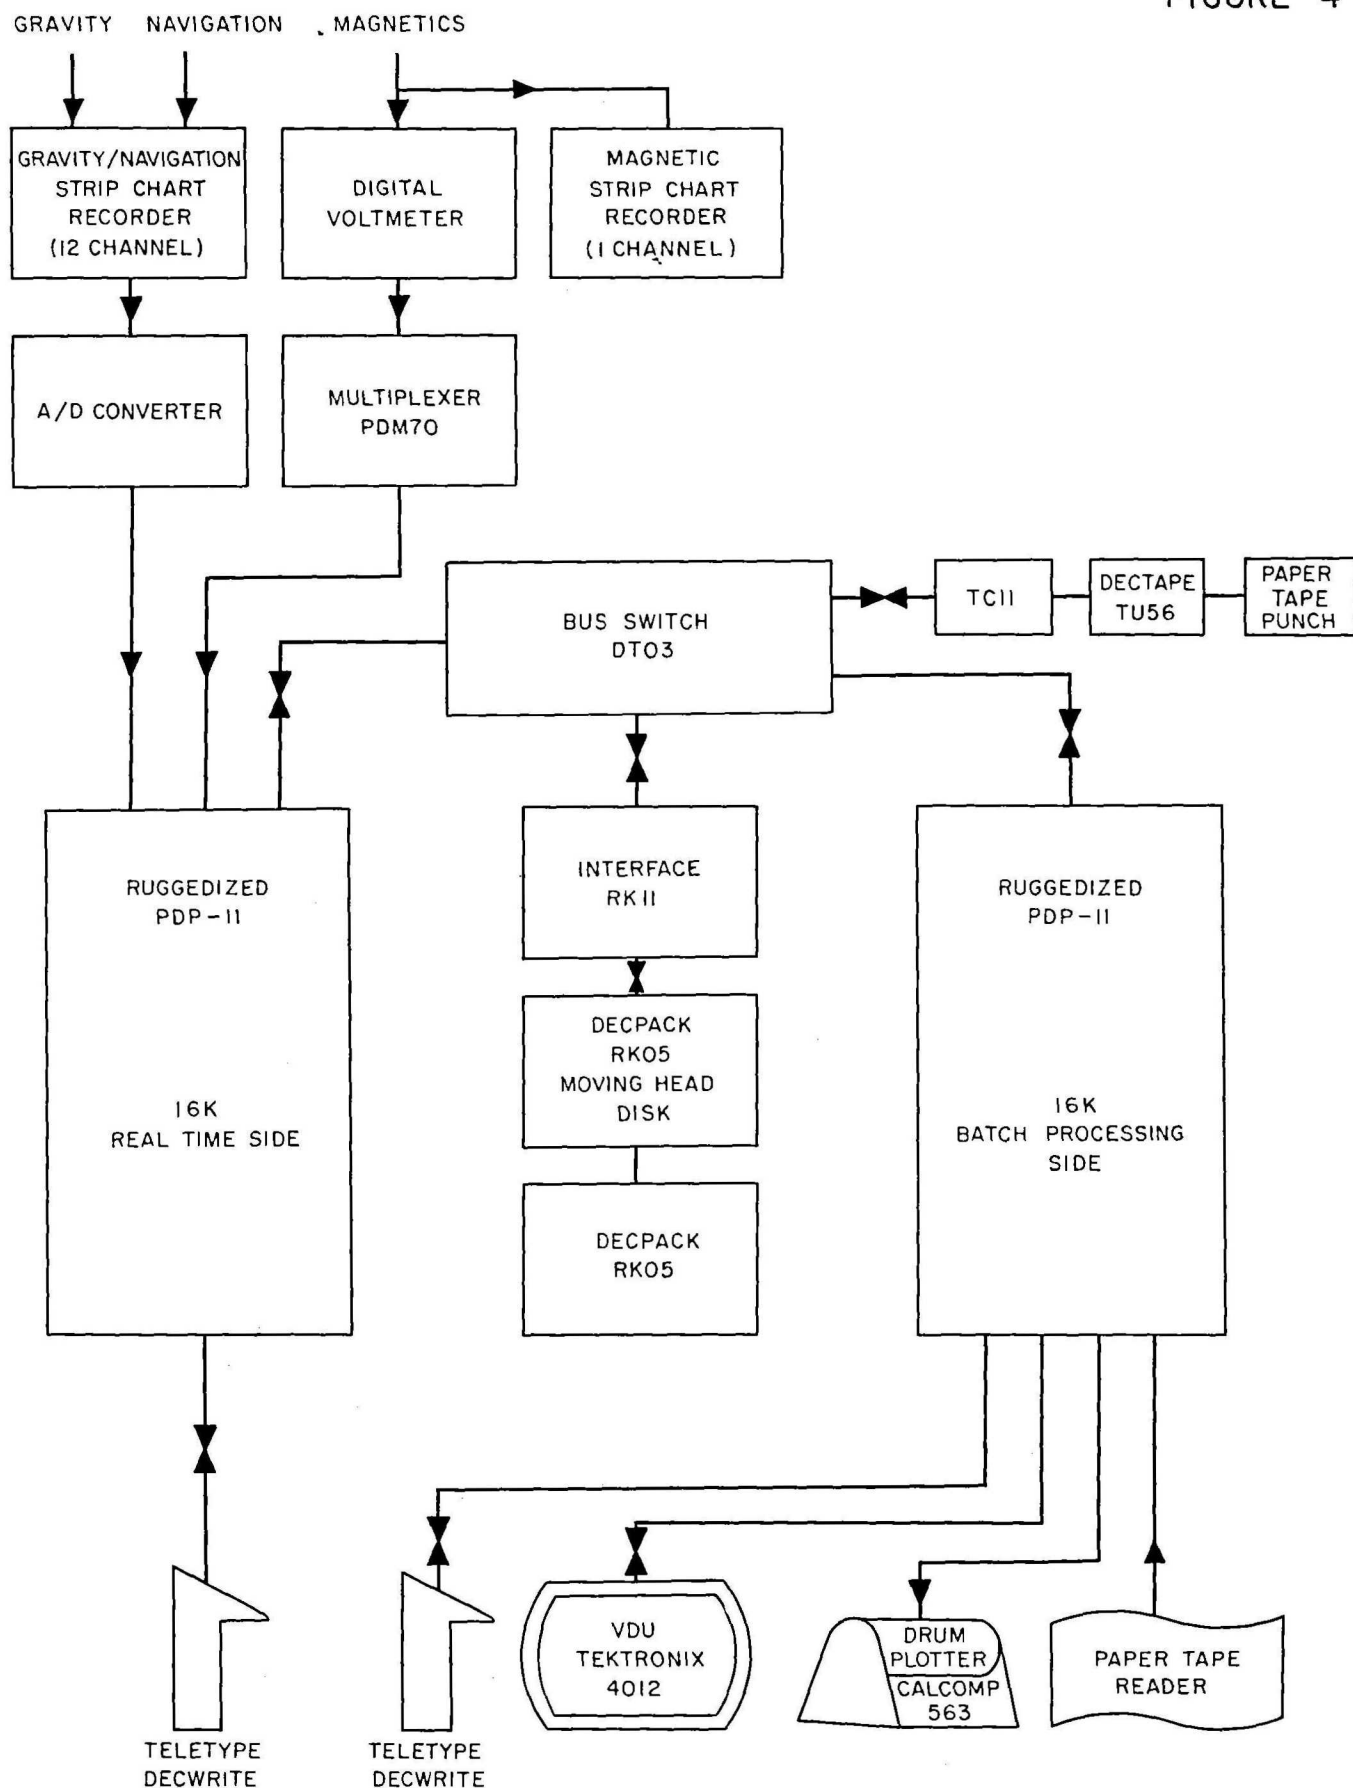 FIGURE 4
GRAVITY NAVIGATION MAGNETICS
GRAVITY/NAVIGATION
STRIP CHART
RECORDER
(12 CHANNEL)
DIGITAL
VOLTMETER
MAGNETIC
STRIP CHART
RECORDER
(1 CHANNEL)
A/D CONVERTER
MULTIPLEXER
PDM70
BUS SWITCH
DT03
TC11
DECTAPE
TU56
PAPER
TAPE
PUNCH
RUGGEDIZED
PDP-11
16K
REAL TIME SIDE
INTERFACE
RK11
DECPACK
RK05
MOVING HEAD
DISK
DECPACK
RK05
RUGGEDIZED
PDP-11
16K
BATCH PROCESSING
SIDE
TELETYPE
DECWRITE
TELETYPE
DECWRITE
VDU
TEKTRONIX
4012
DRUM
PLOTTER
CALCOMP
563
PAPER TAPE
READER